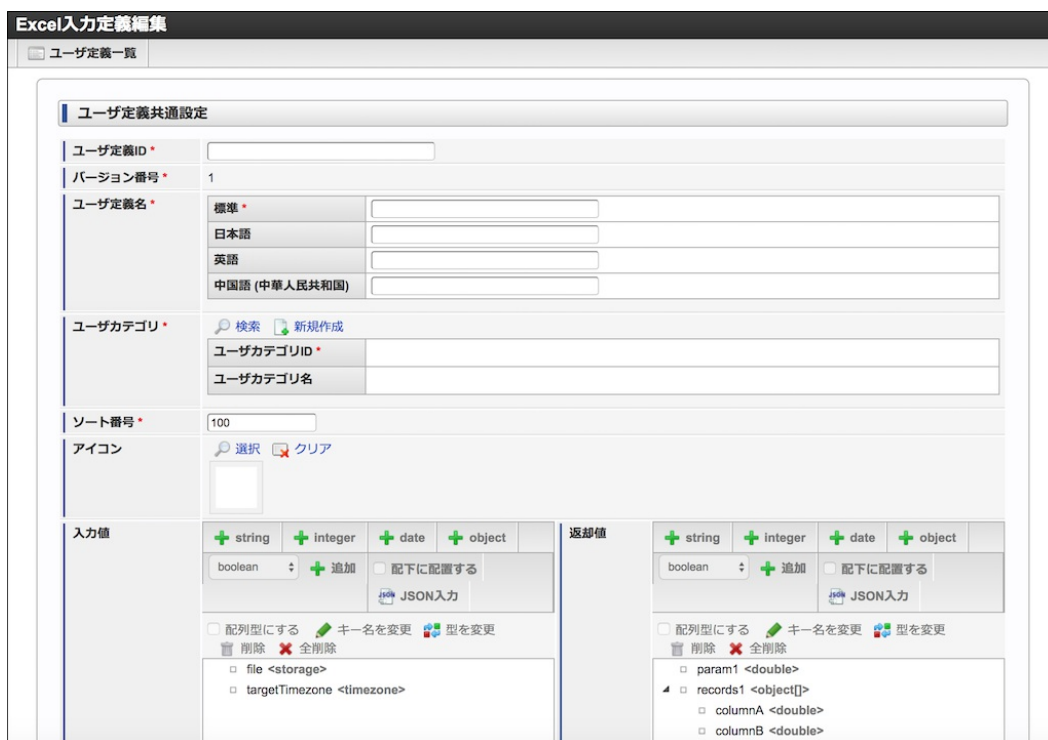 Excel入力定義編集
ユーザ定義一覧
ユーザ定義共通設定
ユーザ定義ID *
バージョン番号 * 1
ユーザ定義名 * 標準 *
日本語
英語
中国語 (中華人民共和国)
ユーザカテゴリ * 検索 新規作成
ユーザカテゴリID *
ユーザカテゴリ名
ソート番号 * 100
アイコン 選択 クリア
入力値 string integer date object
boolean 追加 配下に配置する
JSON JSON入力
配列型にする キー名を変更 型を変更
削除 全削除
file <storage>
targetTimezone <timezone>
返却値 string integer date object
boolean 追加 配下に配置する
JSON JSON入力
配列型にする キー名を変更 型を変更
削除 全削除
param1 <double>
records1 <object[]>
columnA <double>
columnB <double>